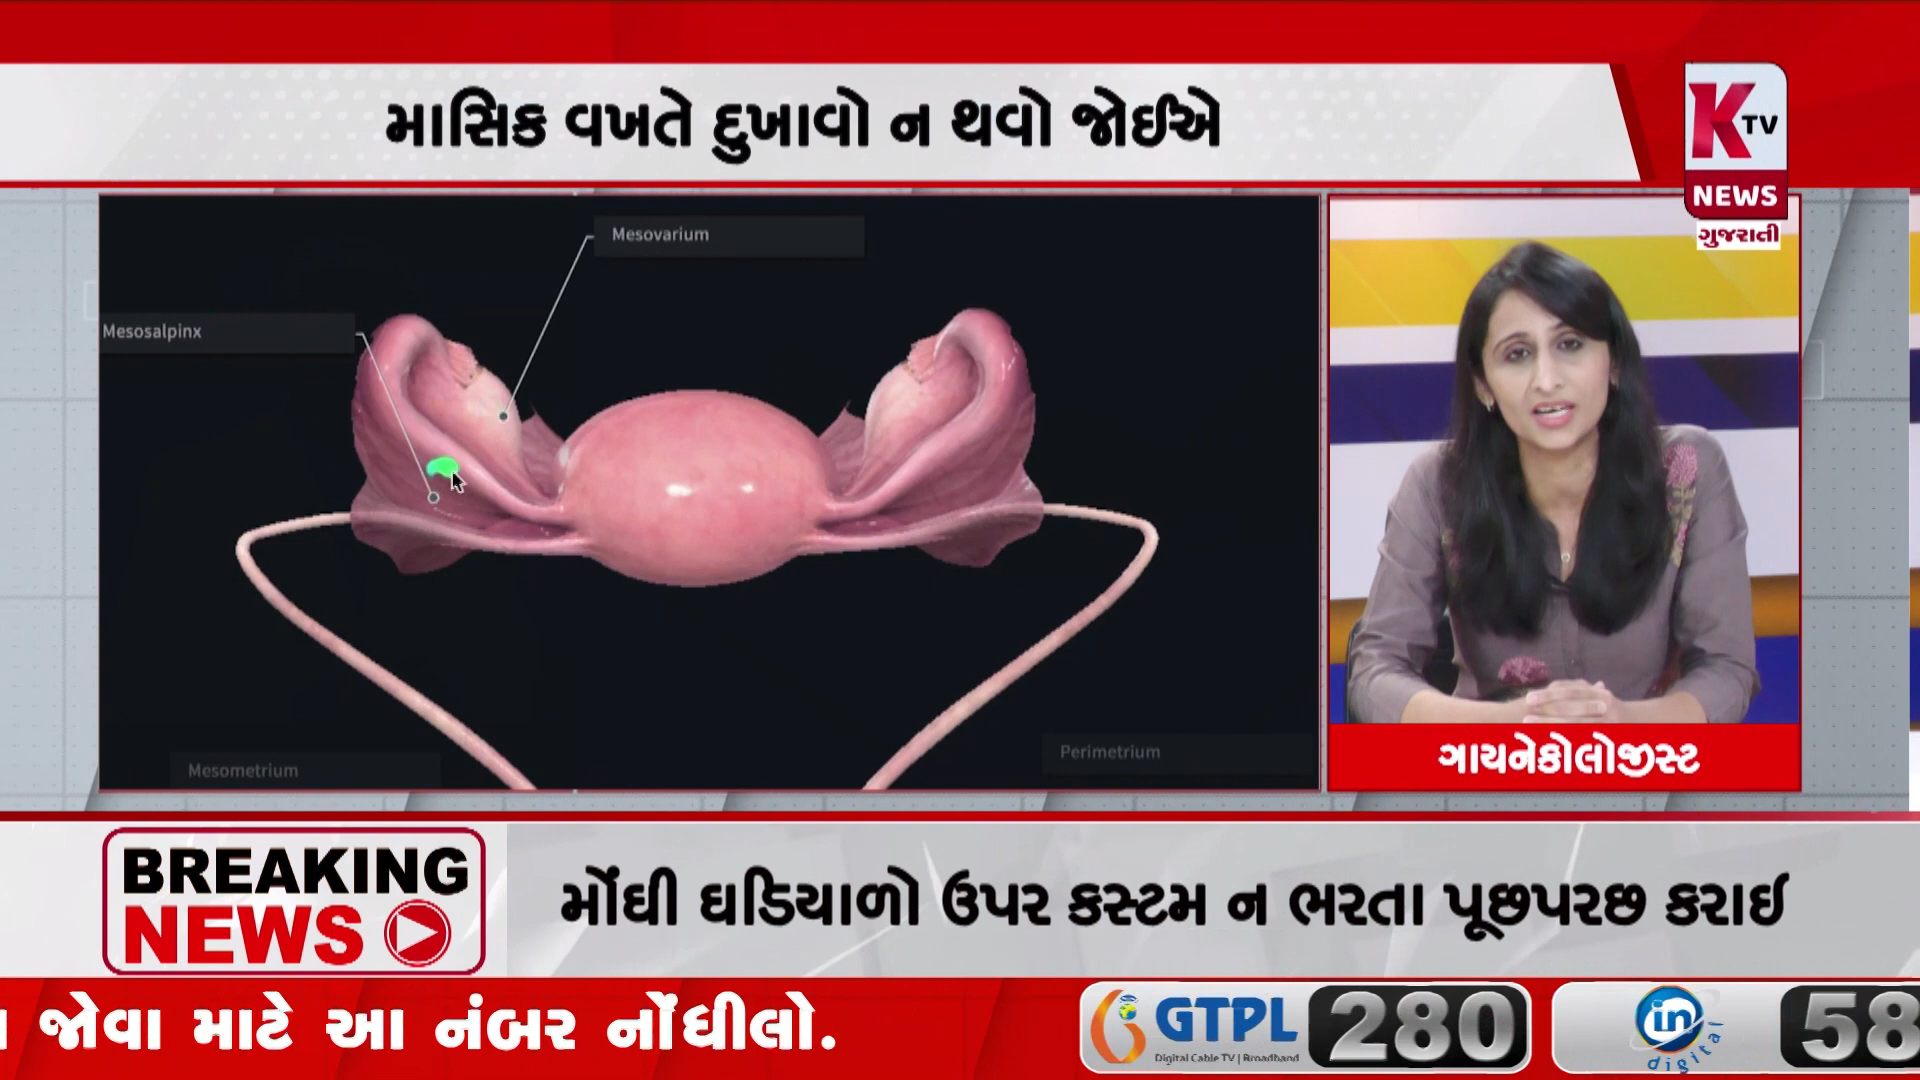 માસિક વખતે દુખાવો ન થવો જોઈએ
K TV
NEWS
ગુજરાતી
Mesovarium
Mesosalpinx
Mesometrium
Perimetrium
ગાયનેકોલોજીસ્ટ
BREAKING
NEWS
મોંઘી ઘડિયાળો ઉપર કસ્ટમ ન ભરતા પૂછપરછ કરાઈ
જોવા માટે આ નંબર નોંધીલો.
GTPL 280
Digital Cable TV | Broadband
in 58
digital